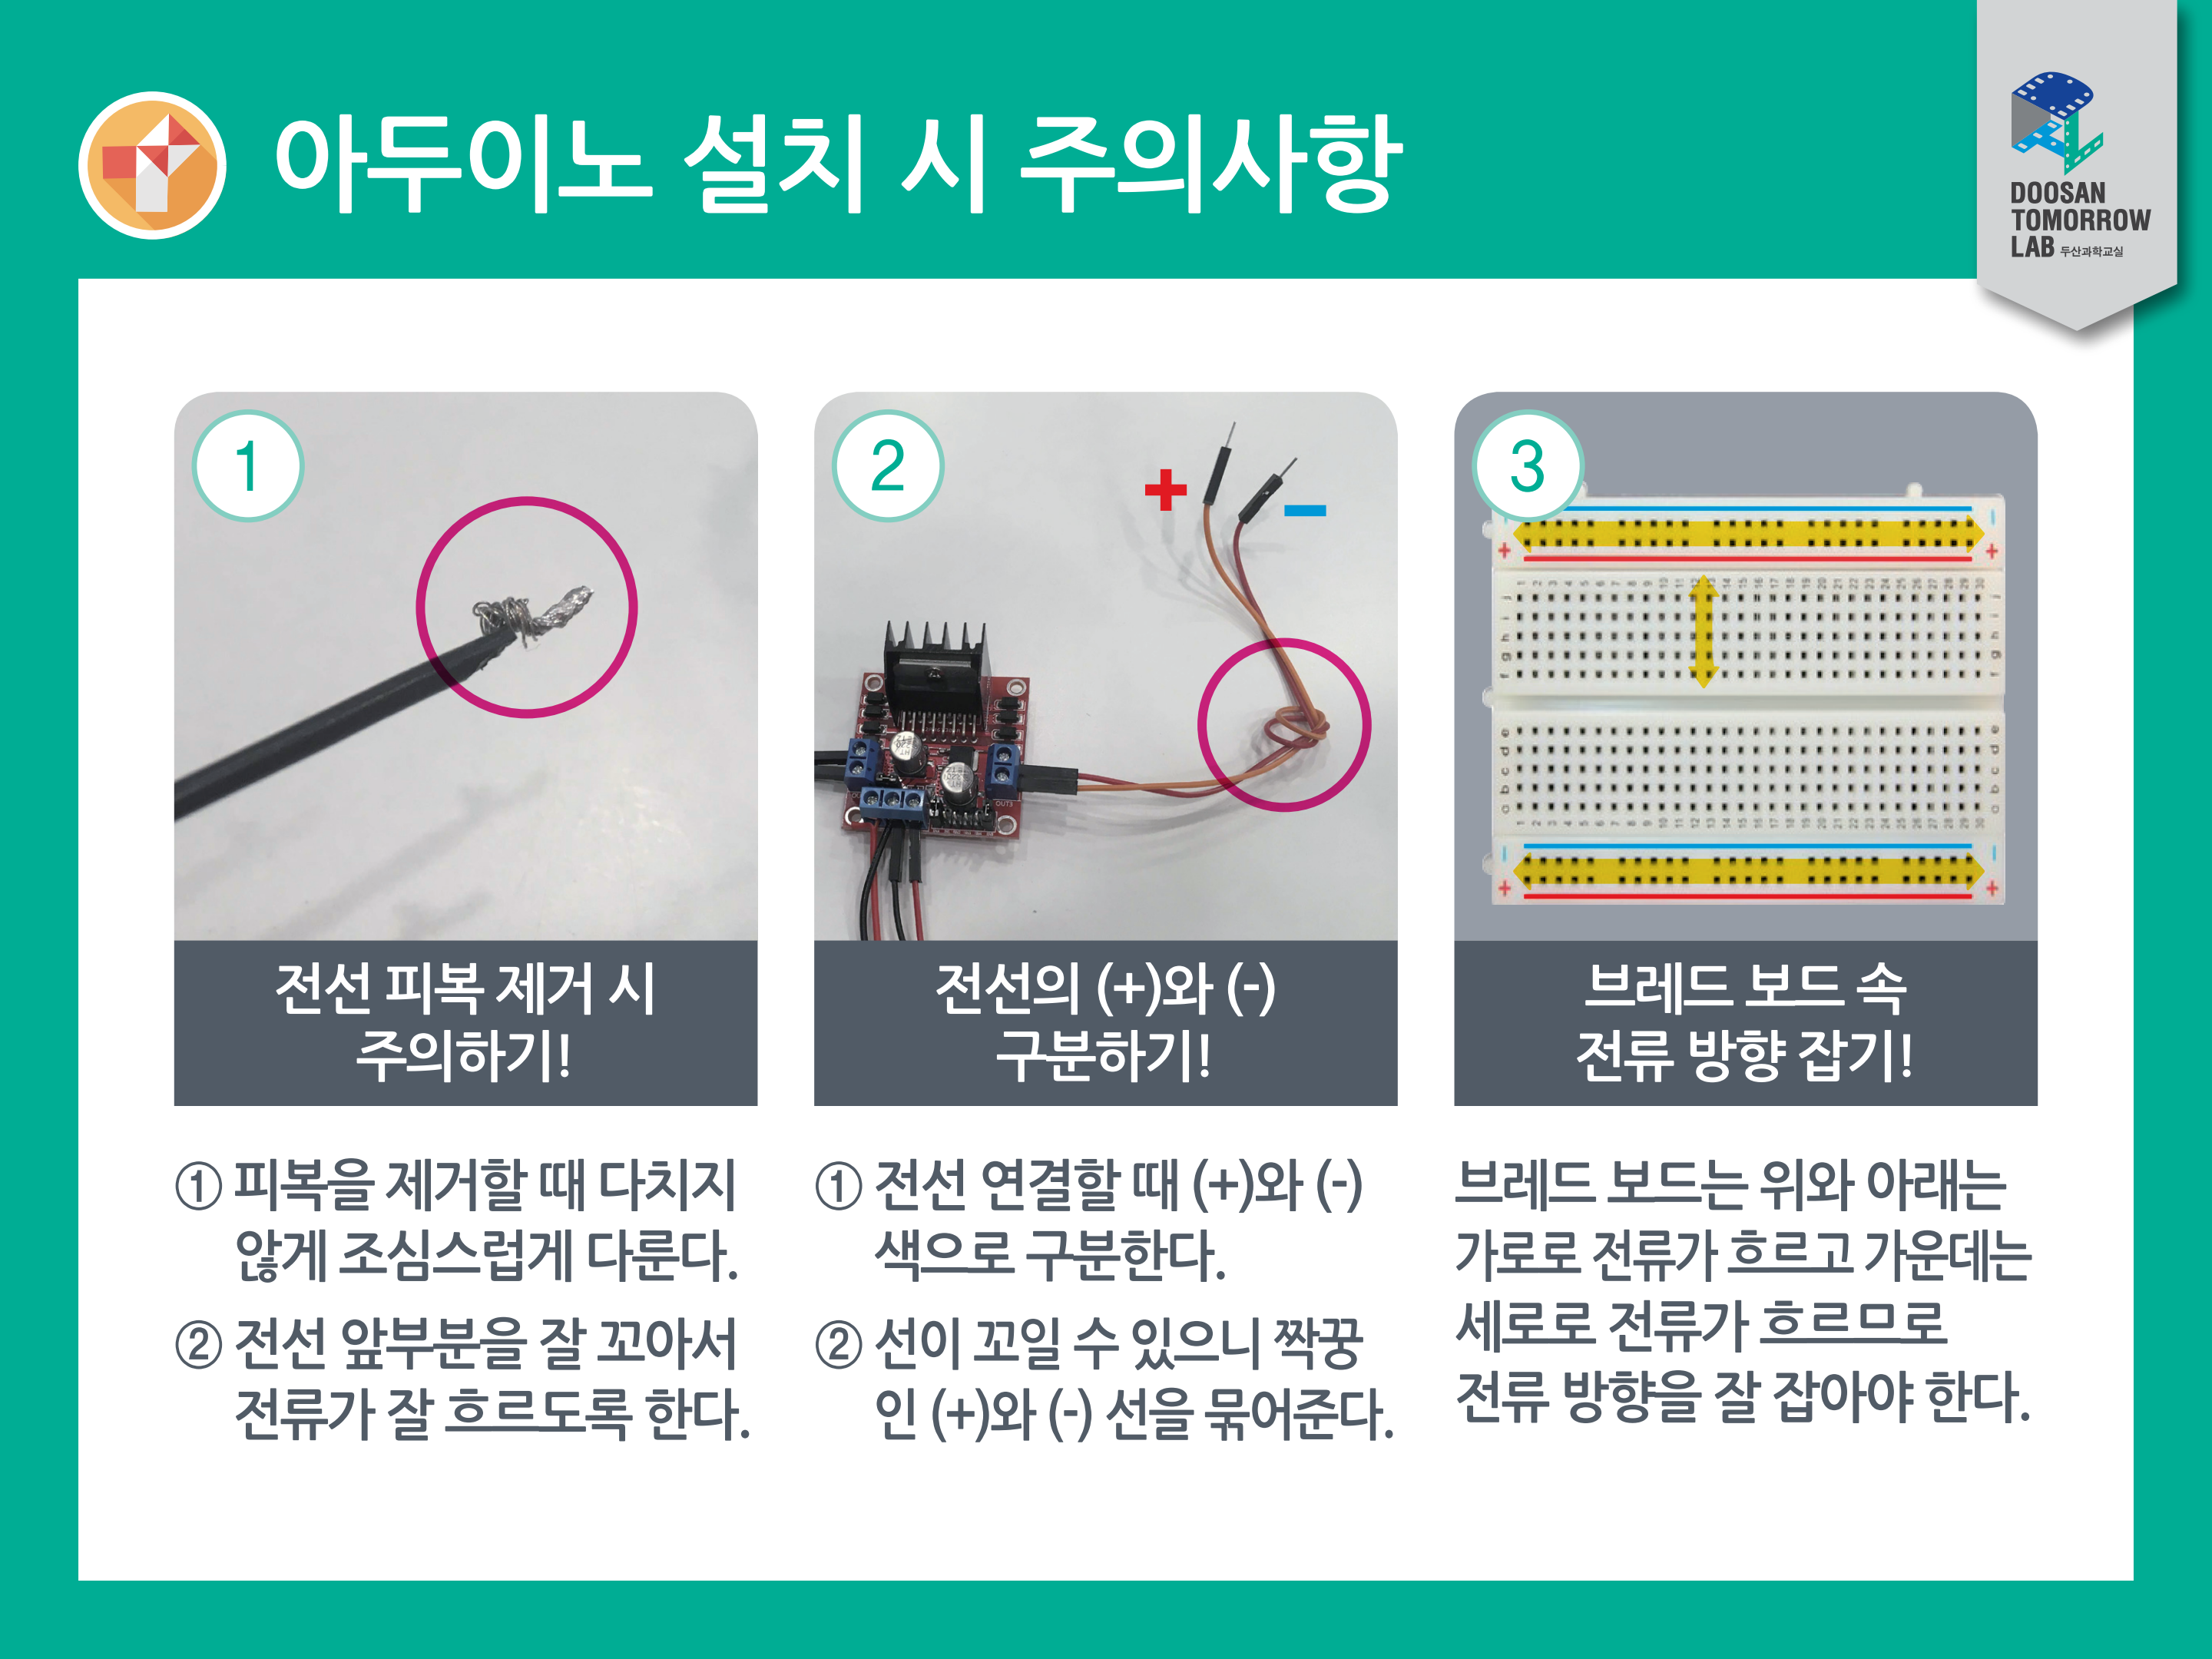 아두이노 설치 시 주의사항
DOOSAN
TOMORROW
LAB 두산과학교실
1
2
3
+
−
전선 피복 제거 시
주의하기!
① 피복을 제거할 때 다치지
않게 조심스럽게 다룬다.
② 전선 앞부분을 잘 꼬아서
전류가 잘 흐르도록 한다.
전선의 (+)와 (-)
구분하기!
① 전선 연결할 때 (+)와 (-)
색으로 구분한다.
② 선이 꼬일 수 있으니 짝꿍
인 (+)와 (-) 선을 묶어준다.
브레드 보드 속
전류 방향 잡기!
브레드 보드는 위와 아래는
가로로 전류가 흐르고 가운데는
세로로 전류가 흐르므로
전류 방향을 잘 잡아야 한다.